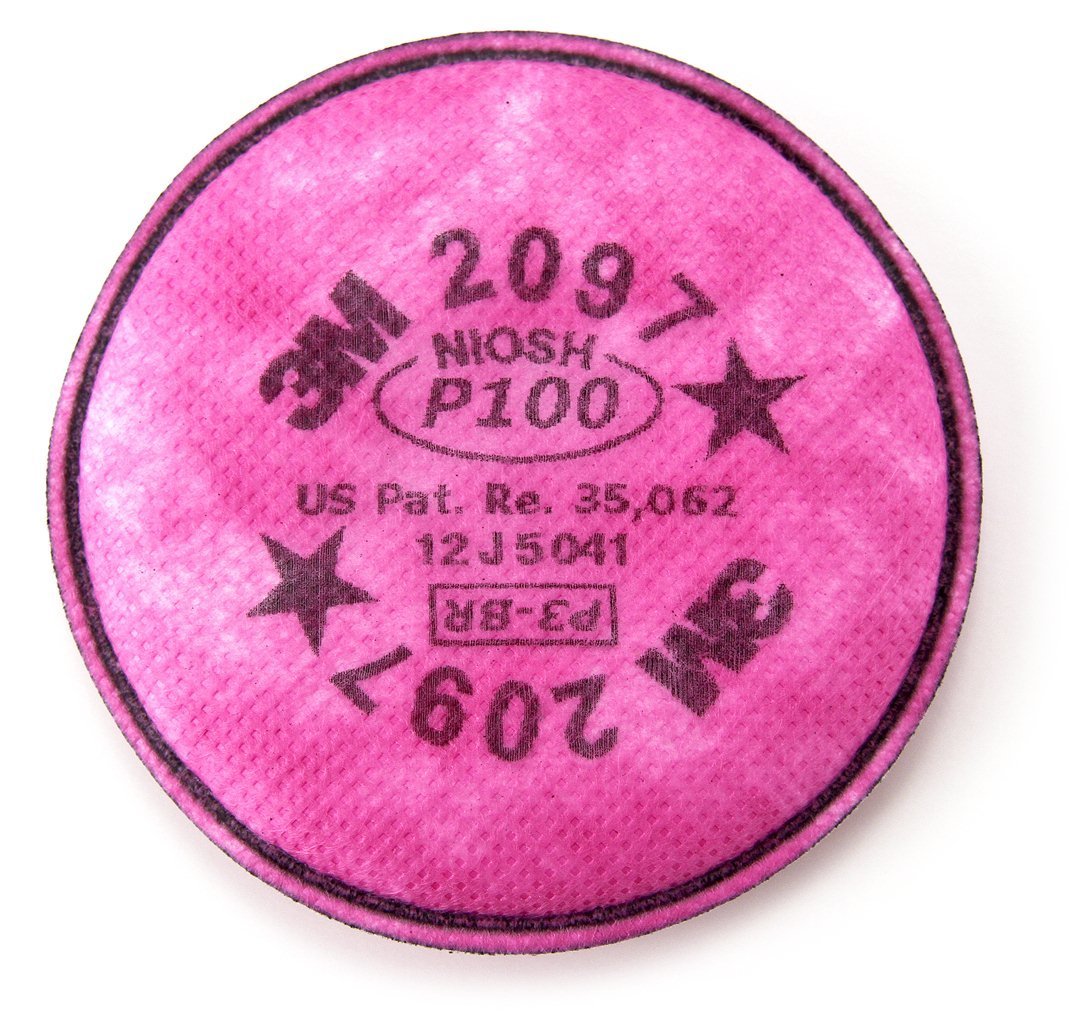 3M 2097
NIOSH
P100
US Pat. Re. 35,062
12J5041
P3-BR
3M 2097